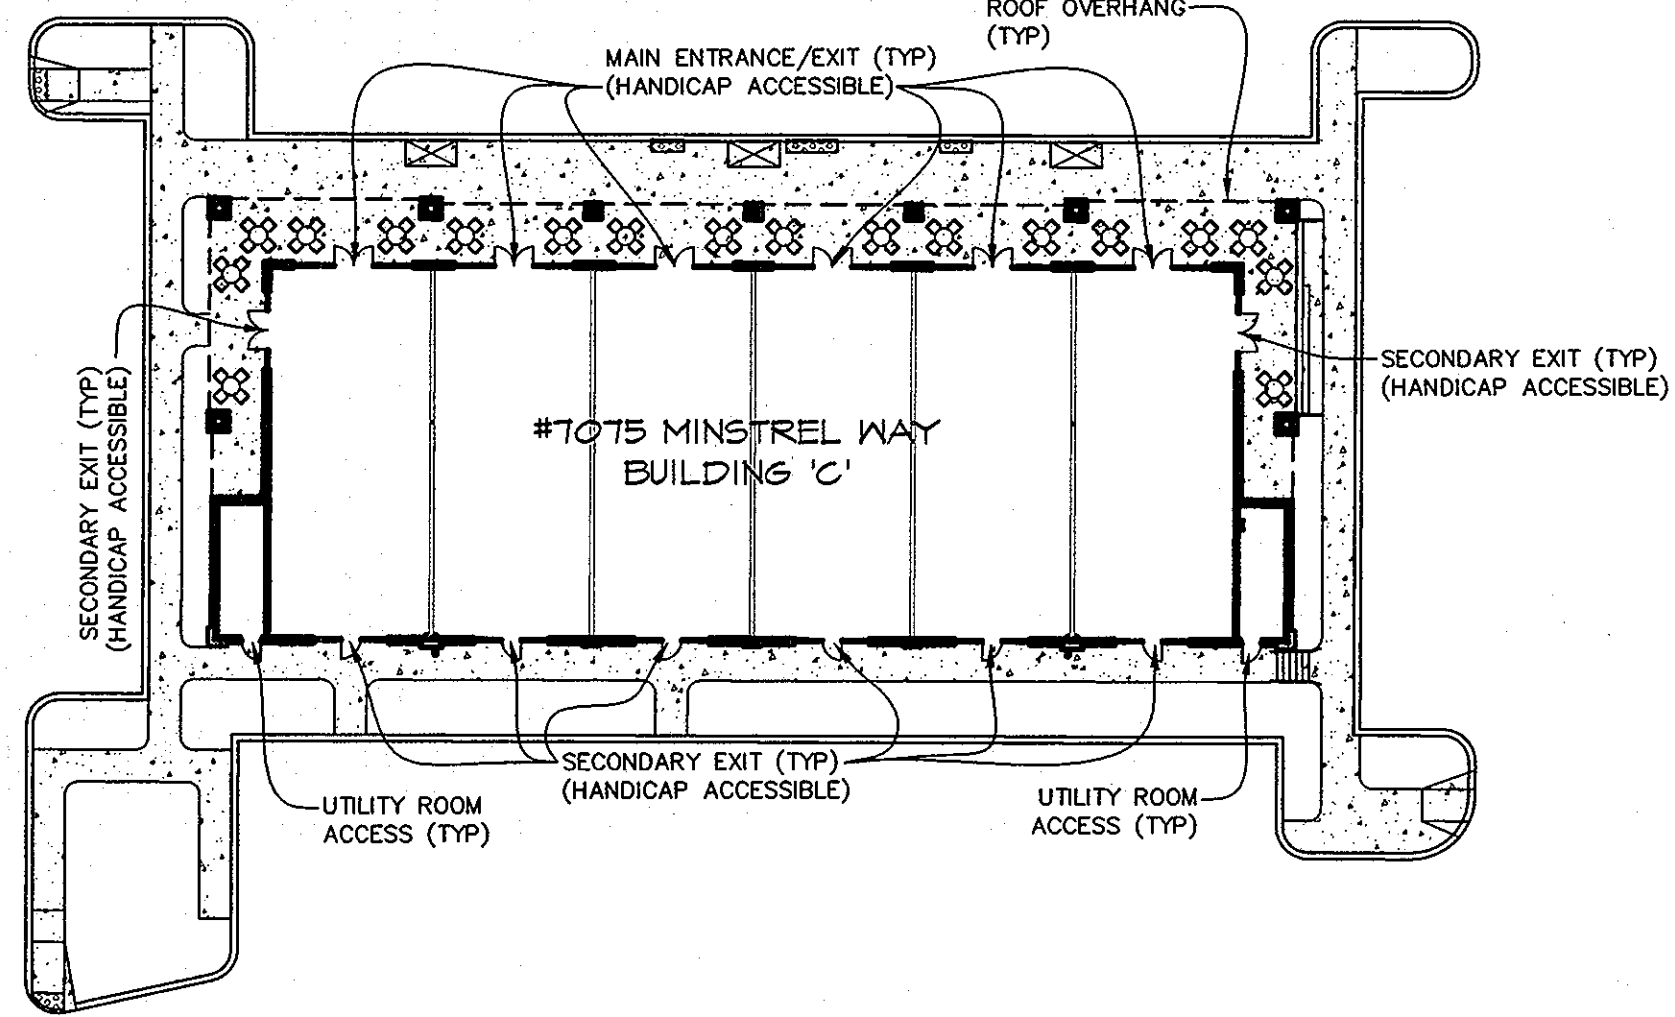 ROOF OVERHANG
(TYP)
MAIN ENTRANCE/EXIT (TYP)
(HANDICAP ACCESSIBLE)
SECONDARY EXIT (TYP)
(HANDICAP ACCESSIBLE)
SECONDARY EXIT (TYP)
(HANDICAP ACCESSIBLE)
#7075 MINSTREL WAY
BUILDING 'C'
SECONDARY EXIT (TYP)
(HANDICAP ACCESSIBLE)
UTILITY ROOM
ACCESS (TYP)
UTILITY ROOM
ACCESS (TYP)